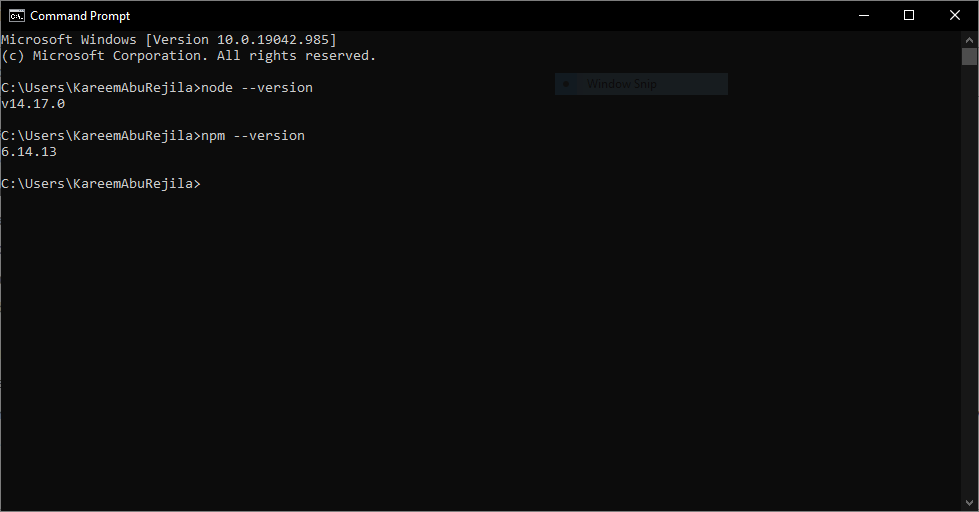 Command Prompt
Microsoft Windows [Version 10.0.19042.985]
(c) Microsoft Corporation. All rights reserved.
C:\Users\KareemAbuRejila>node --version
Window Snip
v14.17.0
C:\Users\KareemAbuRejila>npm --version
6.14.13
C:\Users\KareemAbuRejila>